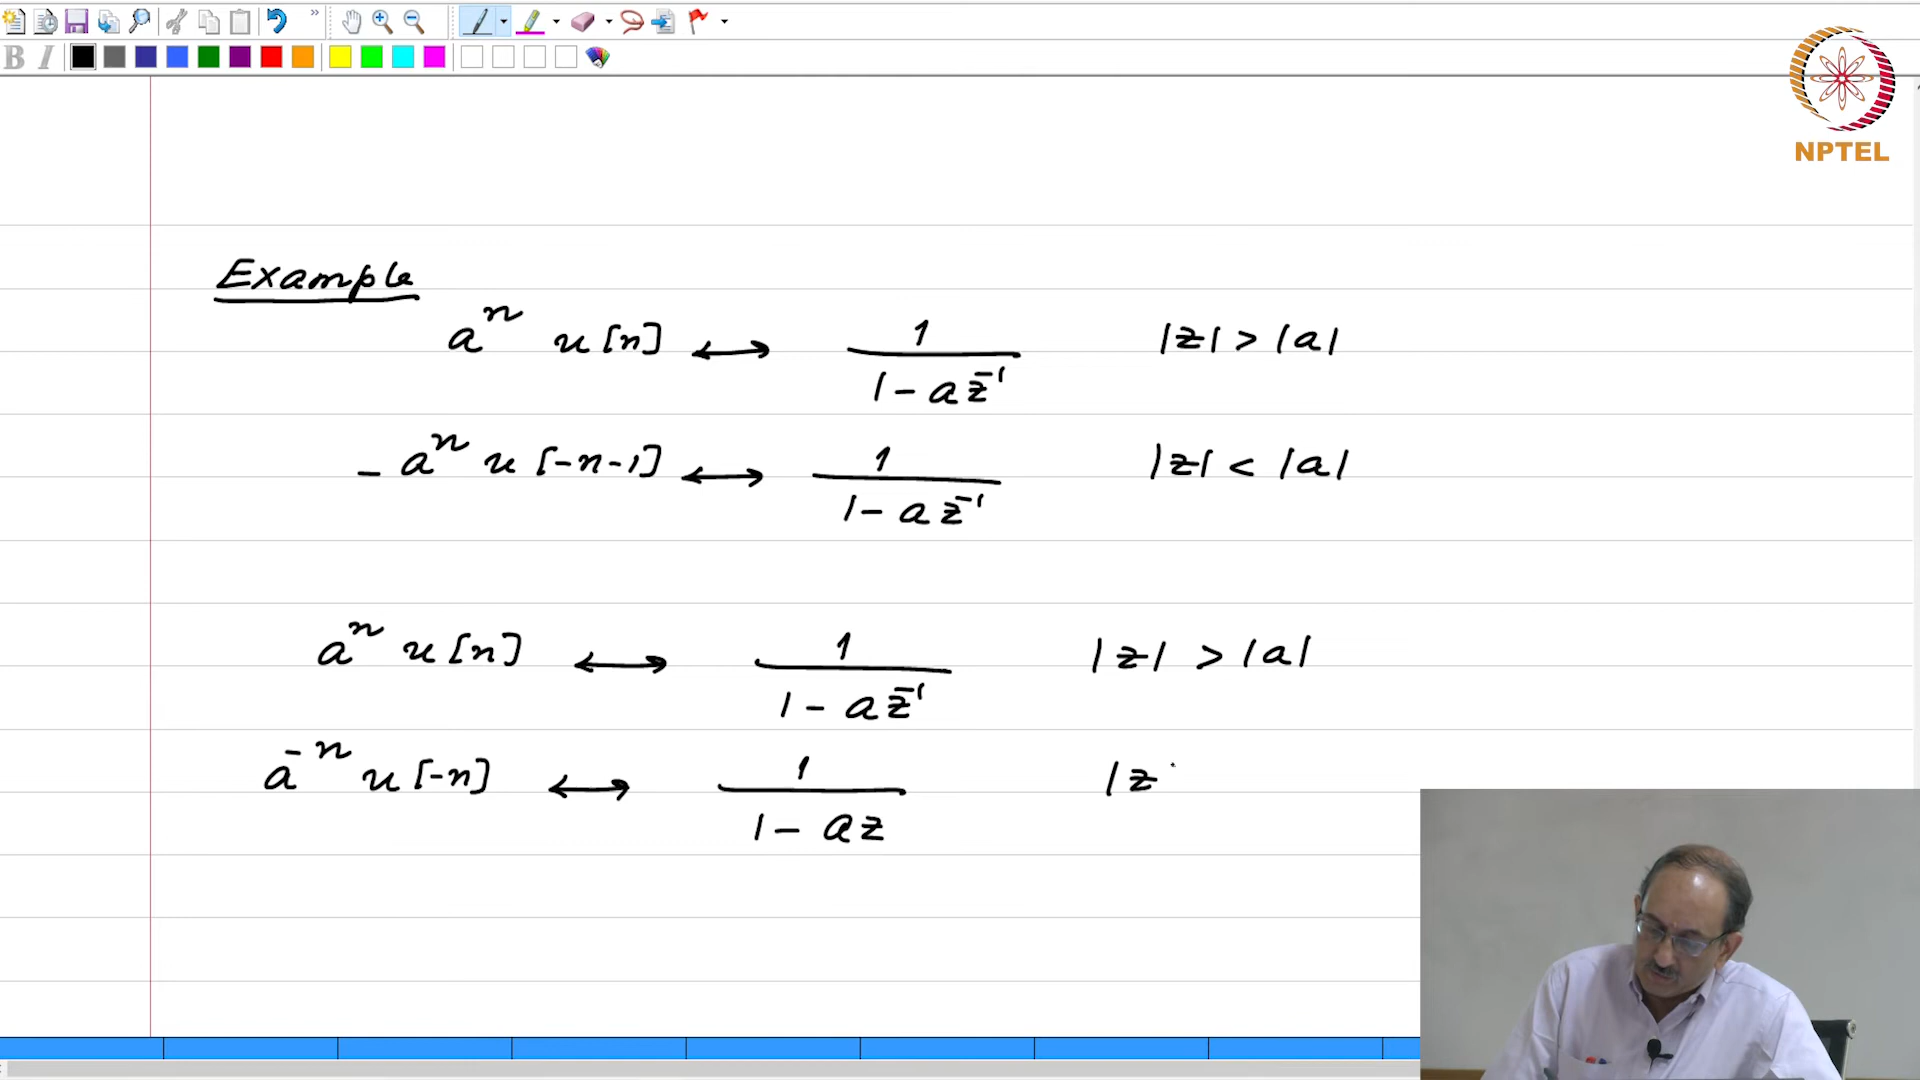 NPTEL
Example
a^n u[n] ↔ 1/(1 - a z^-1) |z| > |a|
- a^n u[-n-1] ↔ 1/(1 - a z^-1) |z| < |a|
a^n u[n] ↔ 1/(1 - a z^-1) |z| > |a|
a^-n u[-n] ↔ 1/(1 - a z) |z